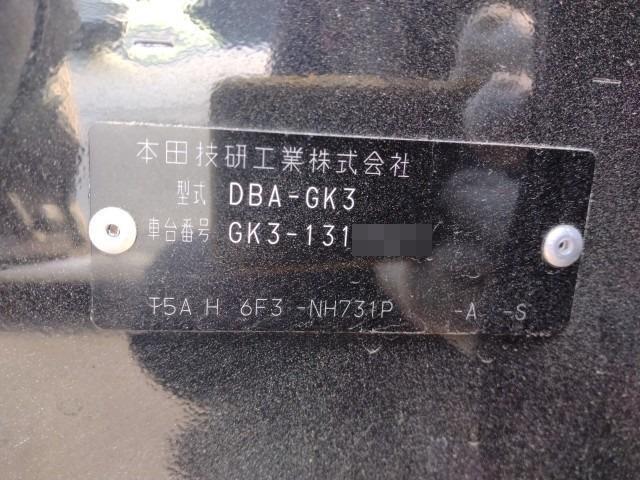 本田技研工業株式会社
型式 DBA-GK3
車台番号 GK3-131
T5A H 6F3 -NH731P -A -S